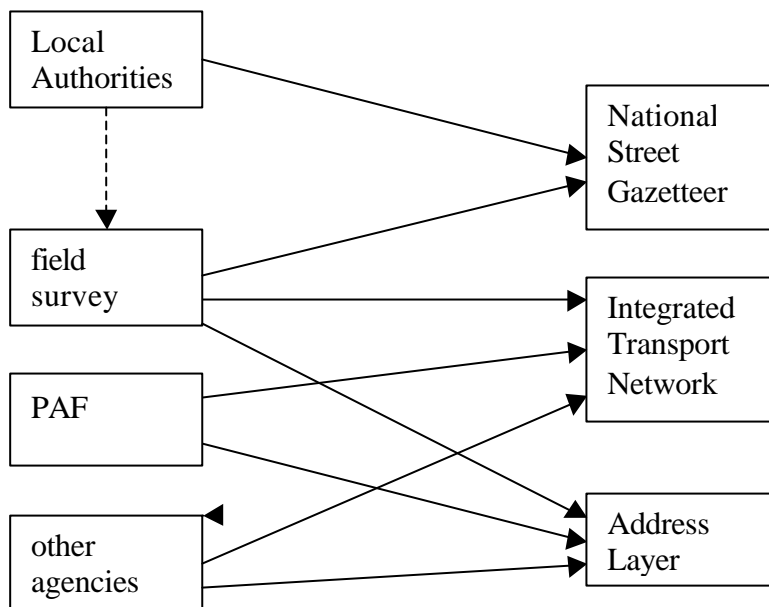 Local
Authorities
field
survey
PAF
other
agencies
National
Street
Gazetteer
Integrated
Transport
Network
Address
Layer